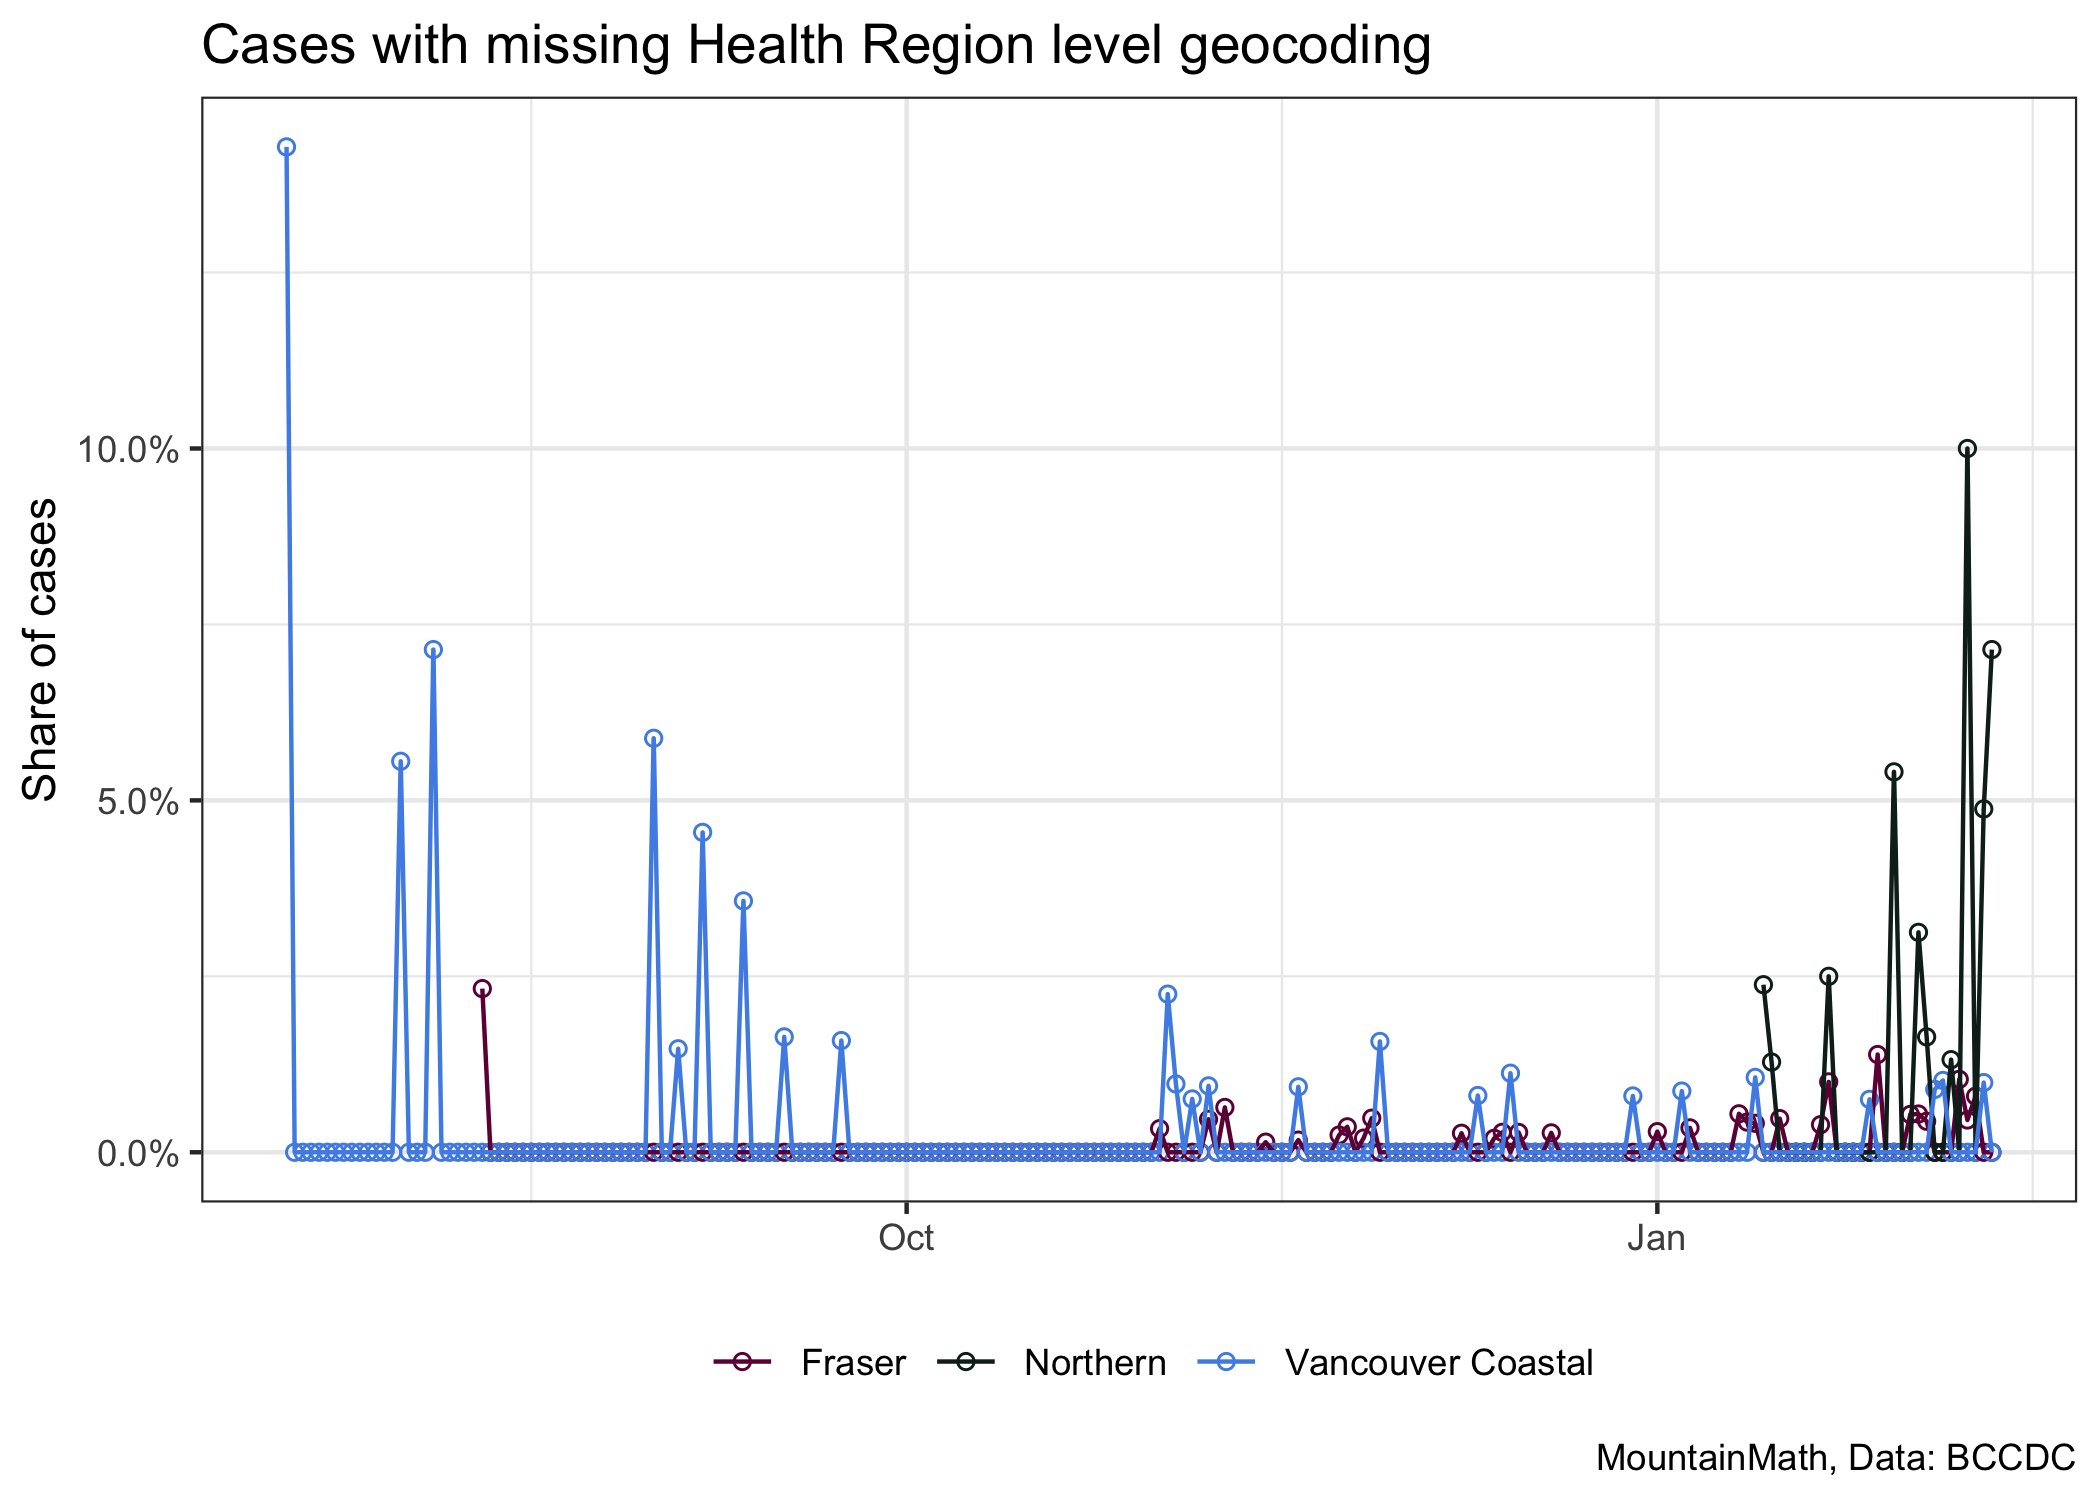 Cases with missing Health Region level geocoding
Share of cases
10.0%
5.0%
0.0%
Oct
Jan
Fraser
Northern
Vancouver Coastal
MountainMath, Data: BCCDC